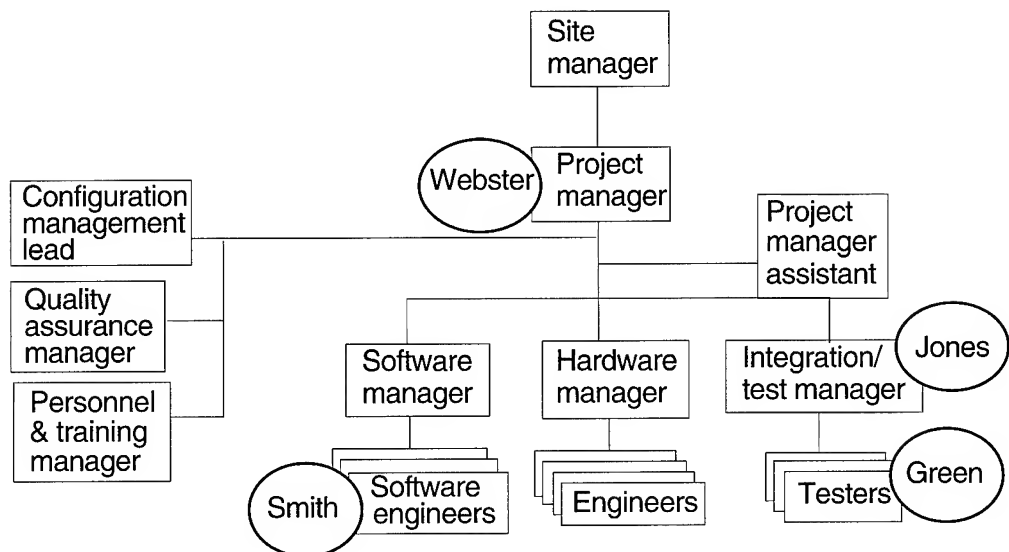 Site
manager
Webster
Project
manager
Configuration
management
lead
Project
manager
assistant
Quality
assurance
manager
Personnel
& training
manager
Software
manager
Hardware
manager
Integration/
test manager
Jones
Smith
Software
engineers
Engineers
Testers
Green